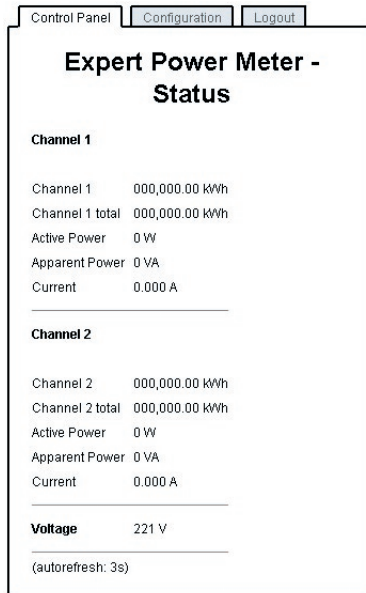 Control Panel Configuration Logout
Expert Power Meter -
Status
Channel 1
Channel 1 000,000.00 kWh
Channel 1 total 000,000.00 kWh
Active Power 0 W
Apparent Power 0 VA
Current 0.000 A
Channel 2
Channel 2 000,000.00 kWh
Channel 2 total 000,000.00 kWh
Active Power 0 W
Apparent Power 0 VA
Current 0.000 A
Voltage 221 V
(autorefresh: 3s)